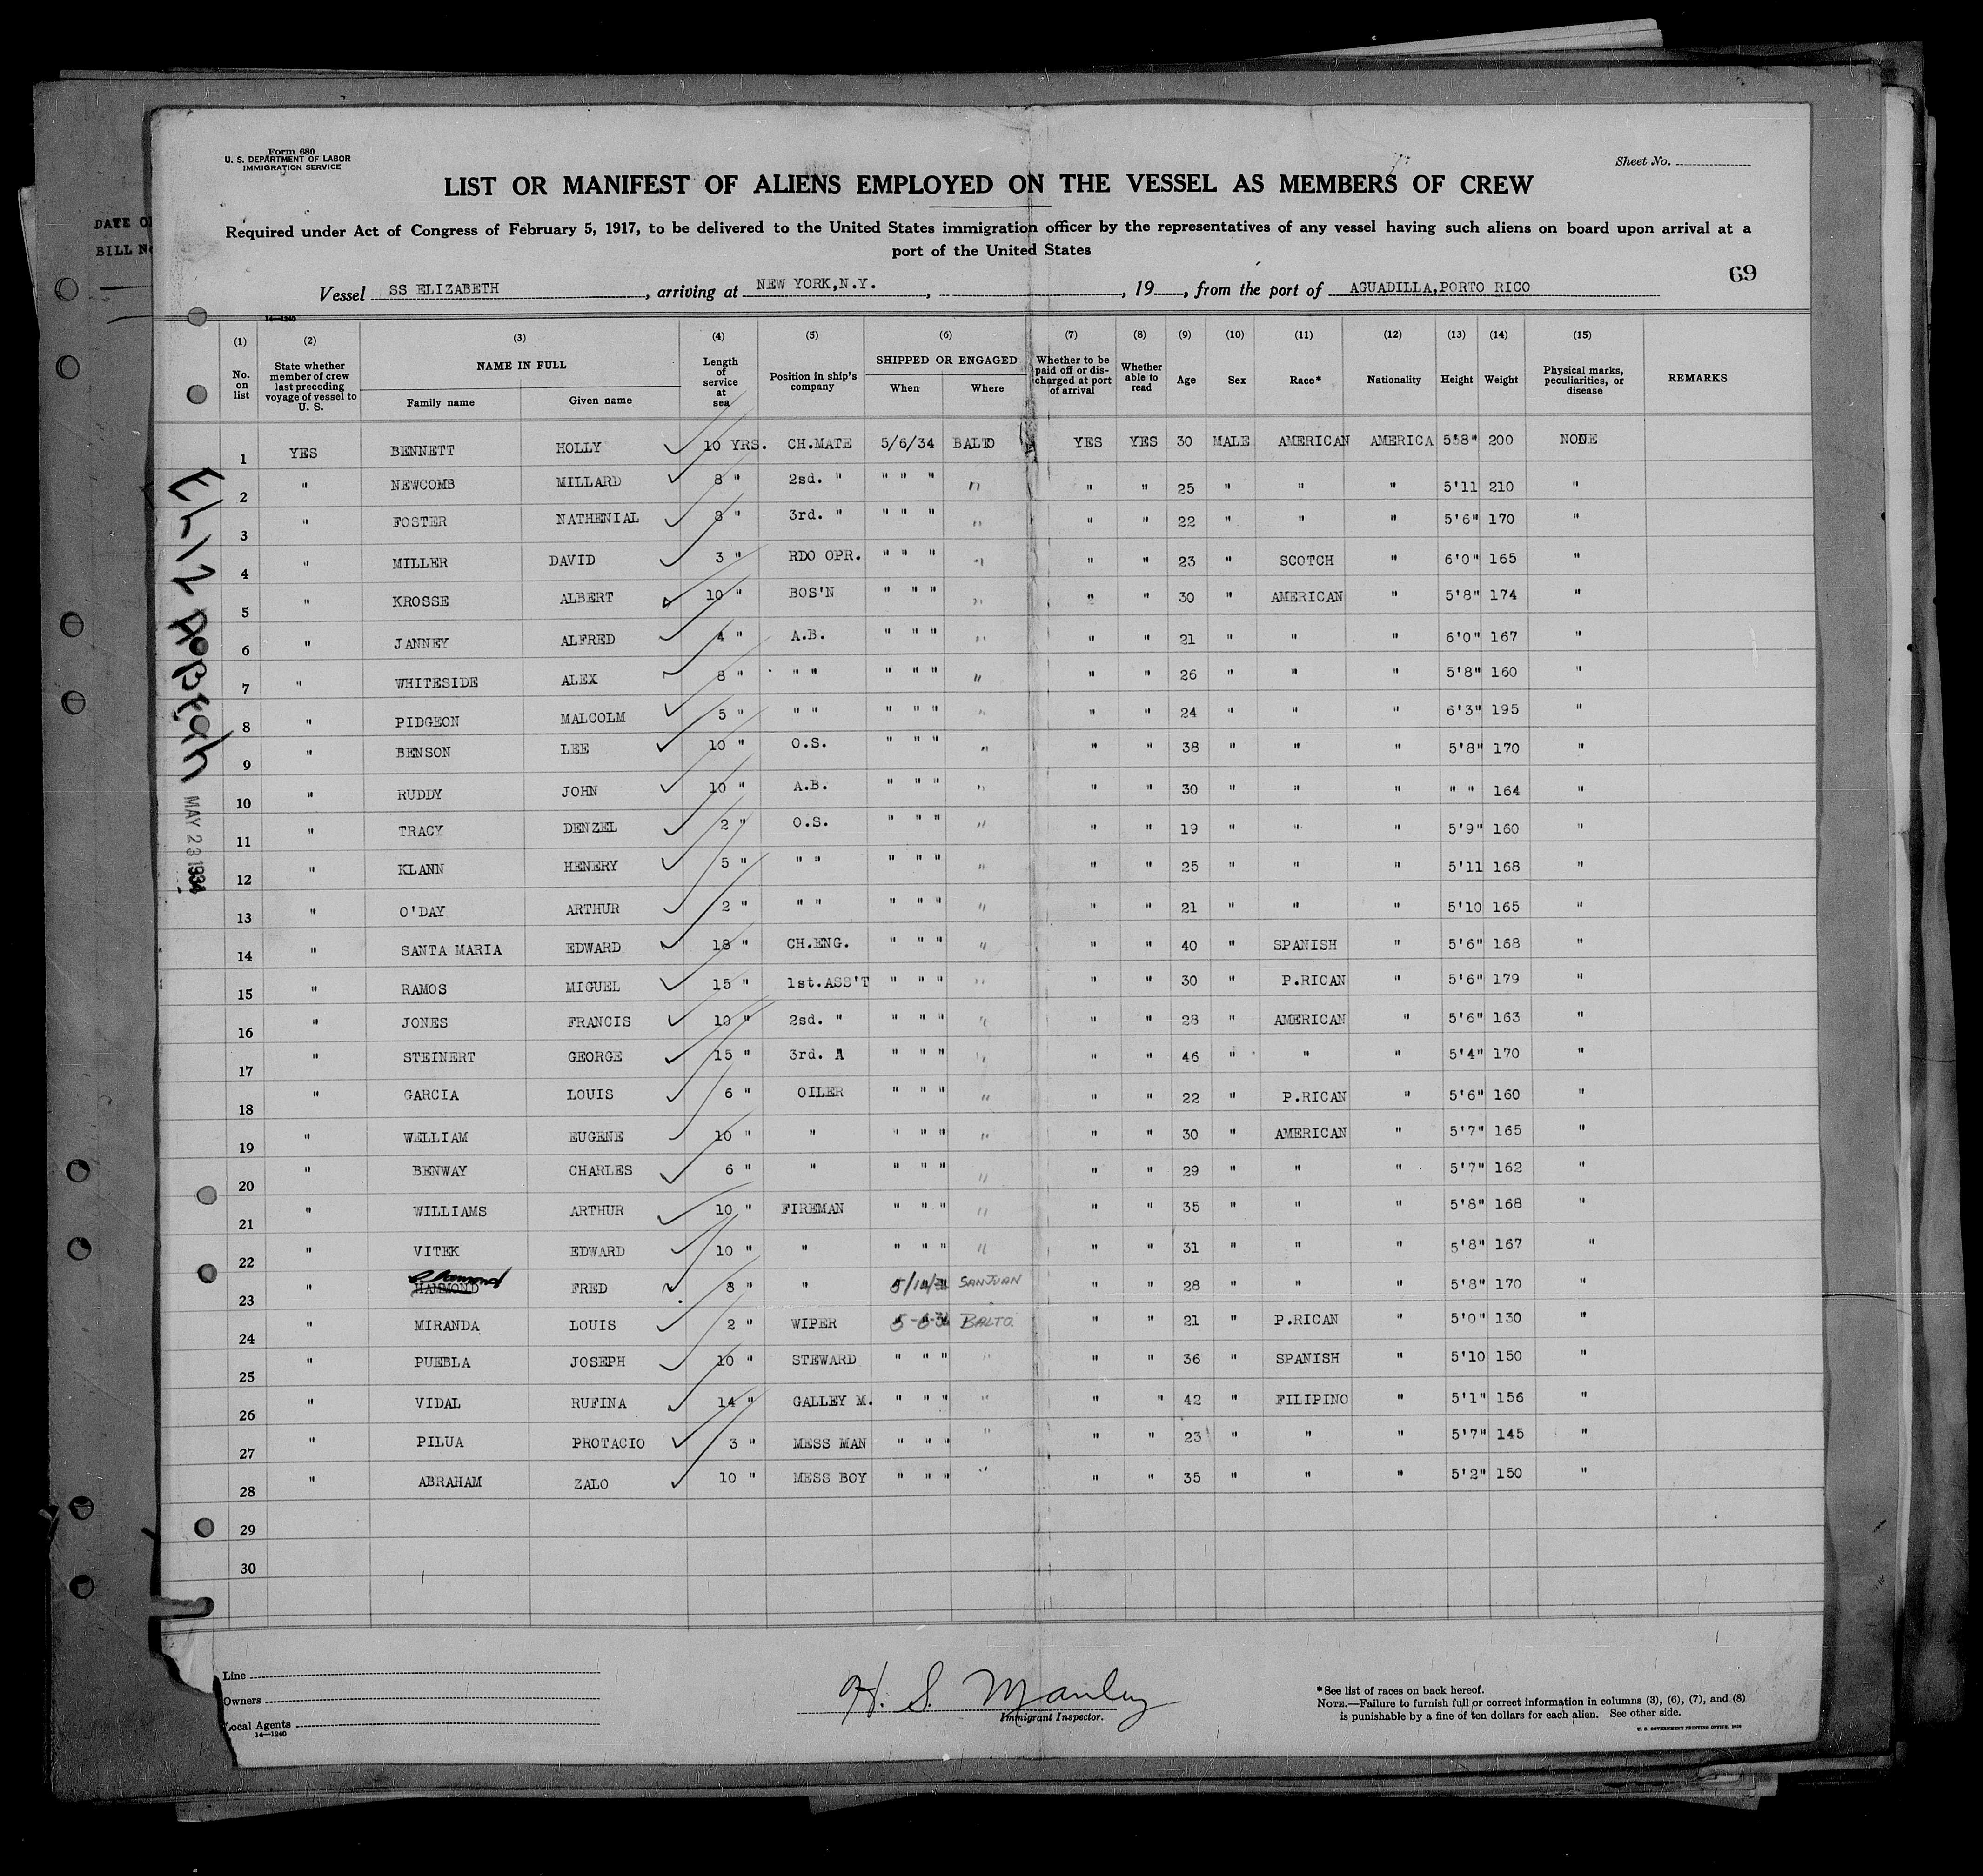 DATE O
BILL No
Form 680
U. S. DEPARTMENT OF LABOR
IMMIGRATION SERVICE
Sheet No.
LIST OR MANIFEST OF ALIENS EMPLOYED ON THE VESSEL AS MEMBERS OF CREW
Required under Act of Congress of February 5, 1917, to be delivered to the United States immigration officer by the representatives of any vessel having such aliens on board upon arrival at a
port of the United States
69
Vessel SS ELIZABETH, arriving at NEW YORK,N.Y., , 19 , from the port of AGUADILLA,PORTO RICO
14—1240
(1) (2) (3) (4) (5) (6) (7) (8) (9) (10) (11) (12) (13) (14) (15)
No. on list State whether member of crew last preceding voyage of vessel to U. S. NAME IN FULL Family name Given name Length of service at sea Position in ship's company SHIPPED OR ENGAGED When Where Whether to be paid off or discharged at port of arrival Whether able to read Age Sex Race* Nationality Height Weight Physical marks, peculiarities, or disease REMARKS
1 YES BENNETT HOLLY 10 YRS. CH.MATE 5/6/34 BALTO YES YES 30 MALE AMERICAN AMERICA 5'8" 200 NONE
2 " NEWCOMB MILLARD 8 " 2sd. " " " " " " " 25 " " " 5'11 210 "
3 " FOSTER NATHENIAL 8 " 3rd. " " " " " " " 22 " " " 5'6" 170 "
4 " MILLER DAVID 3 " RDO OPR. " " " " " " 23 " SCOTCH " 6'0" 165 "
5 " KROSSE ALBERT 10 " BOS'N " " " " " " 30 " AMERICAN " 5'8" 174 "
6 " JANNEY ALFRED 4 " A.B. " " " " " " 21 " " " 6'0" 167 "
7 " WHITESIDE ALEX 8 " " " " " " " " " 26 " " " 5'8" 160 "
8 " PIDGEON MALCOLM 5 " " " " " " " " " 24 " " " 6'3" 195 "
9 " BENSON LEE 10 " O.S. " " " " " " 38 " " " 5'8" 170 "
10 " RUDDY JOHN 10 " A.B. " " " " " " 30 " " " " " 164 "
11 " TRACY DENZEL 2 " O.S. " " " " " " 19 " " " 5'9" 160 "
12 " KLANN HENERY 5 " " " " " " " " " 25 " " " 5'11 168 "
13 " O'DAY ARTHUR 2 " " " " " " " " " 21 " " " 5'10 165 "
14 " SANTA MARIA EDWARD 18 " CH.ENG. " " " " " " 40 " SPANISH " 5'6" 168 "
15 " RAMOS MIGUEL 15 " 1st.ASS'T " " " " " " 30 " P.RICAN " 5'6" 179 "
16 " JONES FRANCIS 10 " 2sd. " " " " " " " 28 " AMERICAN " 5'6" 163 "
17 " STEINERT GEORGE 15 " 3rd. A " " " " " " 46 " " " 5'4" 170 "
18 " GARCIA LOUIS 6 " OILER " " " " " " 22 " P.RICAN " 5'6" 160 "
19 " WELLIAM EUGENE 10 " " " " " " " " 30 " AMERICAN " 5'7" 165 "
20 " BENWAY CHARLES 6 " " " " " " " " 29 " " " 5'7" 162 "
21 " WILLIAMS ARTHUR 10 " FIREMAN " " " " " " 35 " " " 5'8" 168 "
22 " VITEK EDWARD 10 " " " " " " " " 31 " " " 5'8" 167 "
23 " HAMMOND FRED 8 " " 5/14/34 SAN JUAN " " 28 " " " 5'8" 170 "
24 " MIRANDA LOUIS 2 " WIPER 5-6-34 BALTO. " " 21 " P.RICAN " 5'0" 130 "
25 " PUEBLA JOSEPH 10 " STEWARD " " " " " " 36 " SPANISH " 5'10 150 "
26 " VIDAL RUFINA 14 " GALLEY M. " " " " " " 42 " FILIPINO " 5'1" 156 "
27 " PILUA PROTACIO 3 " MESS MAN " " " " " " 23 " " " 5'7" 145 "
28 " ABRAHAM ZALO 10 " MESS BOY " " " " " " 35 " " " 5'2" 150 "
29
30
MAY 23 1934
Line
Owners
Local Agents
14—1240
H. S. Manley
Immigrant Inspector.
*See list of races on back hereof.
NOTE.—Failure to furnish full or correct information in columns (3), (6), (7), and (8)
is punishable by a fine of ten dollars for each alien. See other side.
U. S. GOVERNMENT PRINTING OFFICE: 1929